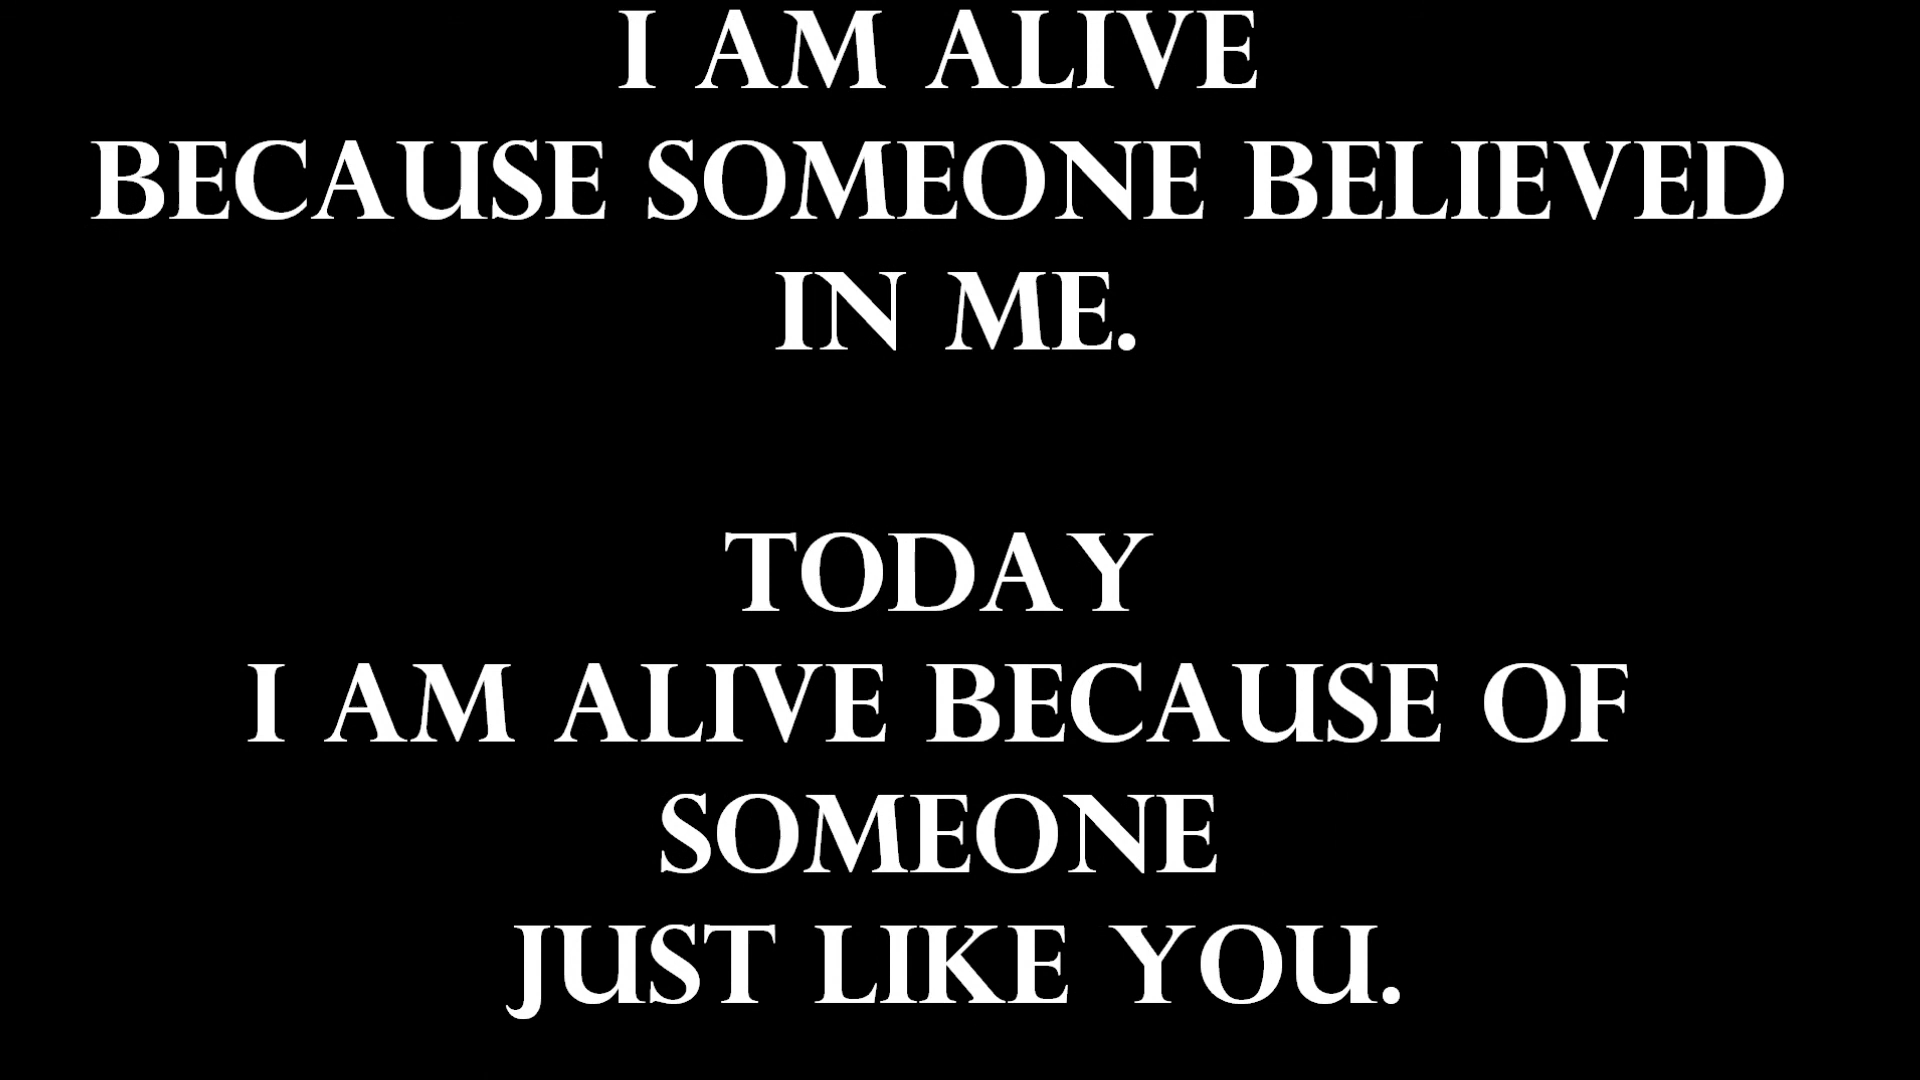 I AM ALIVE
BECAUSE SOMEONE BELIEVED
IN ME.
TODAY
I AM ALIVE BECAUSE OF
SOMEONE
JUST LIKE YOU.